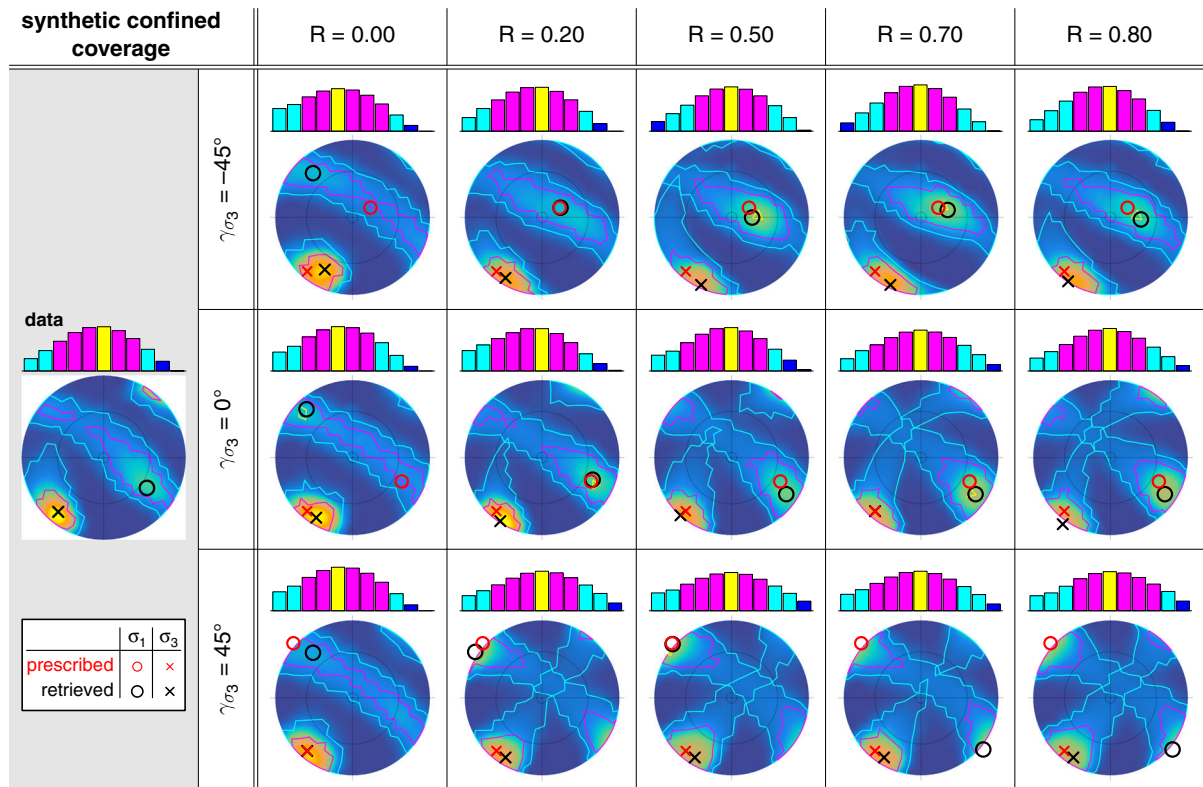 synthetic confined
coverage
R = 0.00
R = 0.20
R = 0.50
R = 0.70
R = 0.80
γσ3 = −45°
data
γσ3 = 0°
γσ3 = 45°
σ1 σ3
prescribed ○ ×
retrieved ○ ×